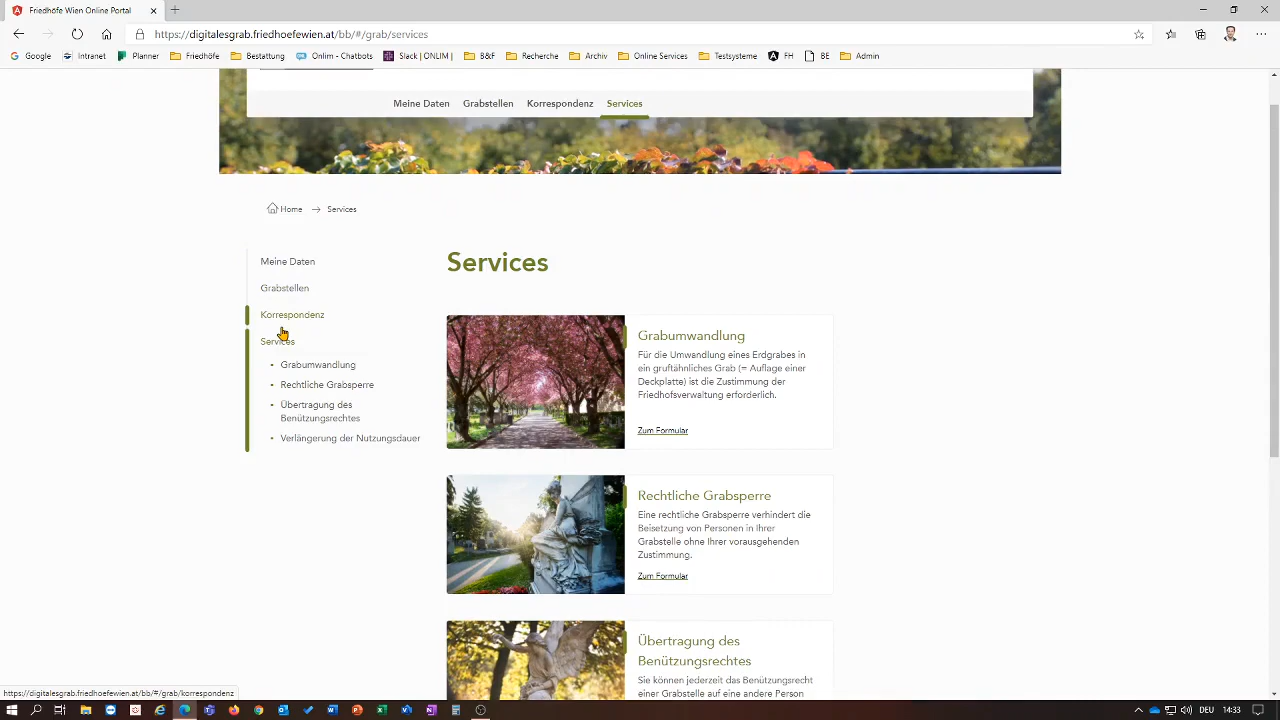 Friedhöfe Wien Online Portal
https://digitalesgrab.friedhoefewien.at/bb/#/grab/services
Google Intranet Planner Friedhöfe Bestattung Onlim - Chatbots Slack | ONLIM | B&F Recherche Archiv Online Services Testsysteme FH BE Admin
Meine Daten Grabstellen Korrespondenz Services
Home → Services
Meine Daten
Grabstellen
Korrespondenz
Services
• Grabumwandlung
• Rechtliche Grabsperre
• Übertragung des
Benützungsrechtes
• Verlängerung der Nutzungsdauer
Services
Grabumwandlung
Für die Umwandlung eines Erdgrabes in
ein gruftähnliches Grab (= Auflage einer
Deckplatte) ist die Zustimmung der
Friedhofsverwaltung erforderlich.
Zum Formular
Rechtliche Grabsperre
Eine rechtliche Grabsperre verhindert die
Beisetzung von Personen in Ihrer
Grabstelle ohne Ihrer vorausgehenden
Zustimmung.
Zum Formular
Übertragung des
Benützungsrechtes
Sie können jederzeit das Benützungsrecht
einer Grabstelle auf eine andere Person
https://digitalesgrab.friedhoefewien.at/bb/#/grab/korrespondenz
DEU 14:33